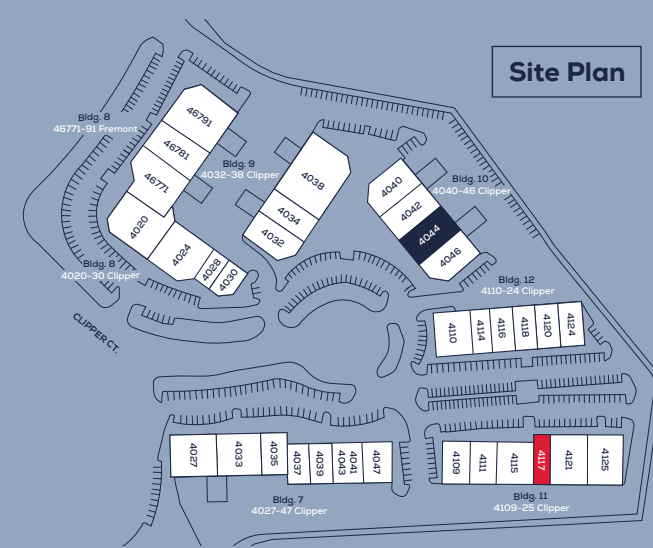 Site Plan
Bldg. 8
46771-91 Fremont
46791
46781
46771
Bldg. 9
4032-38 Clipper
4038
4034
4032
Bldg. 10
4040-46 Clipper
4040
4042
4044
4046
4020
4024
4028
4030
Bldg. 8
4020-30 Clipper
CLIPPER CT.
Bldg. 12
4110-24 Clipper
4110
4114
4116
4118
4120
4124
4027
4033
4035
4037
4039
4043
4041
4047
Bldg. 7
4027-47 Clipper
4109
4111
4115
4117
4121
4125
Bldg. 11
4109-25 Clipper